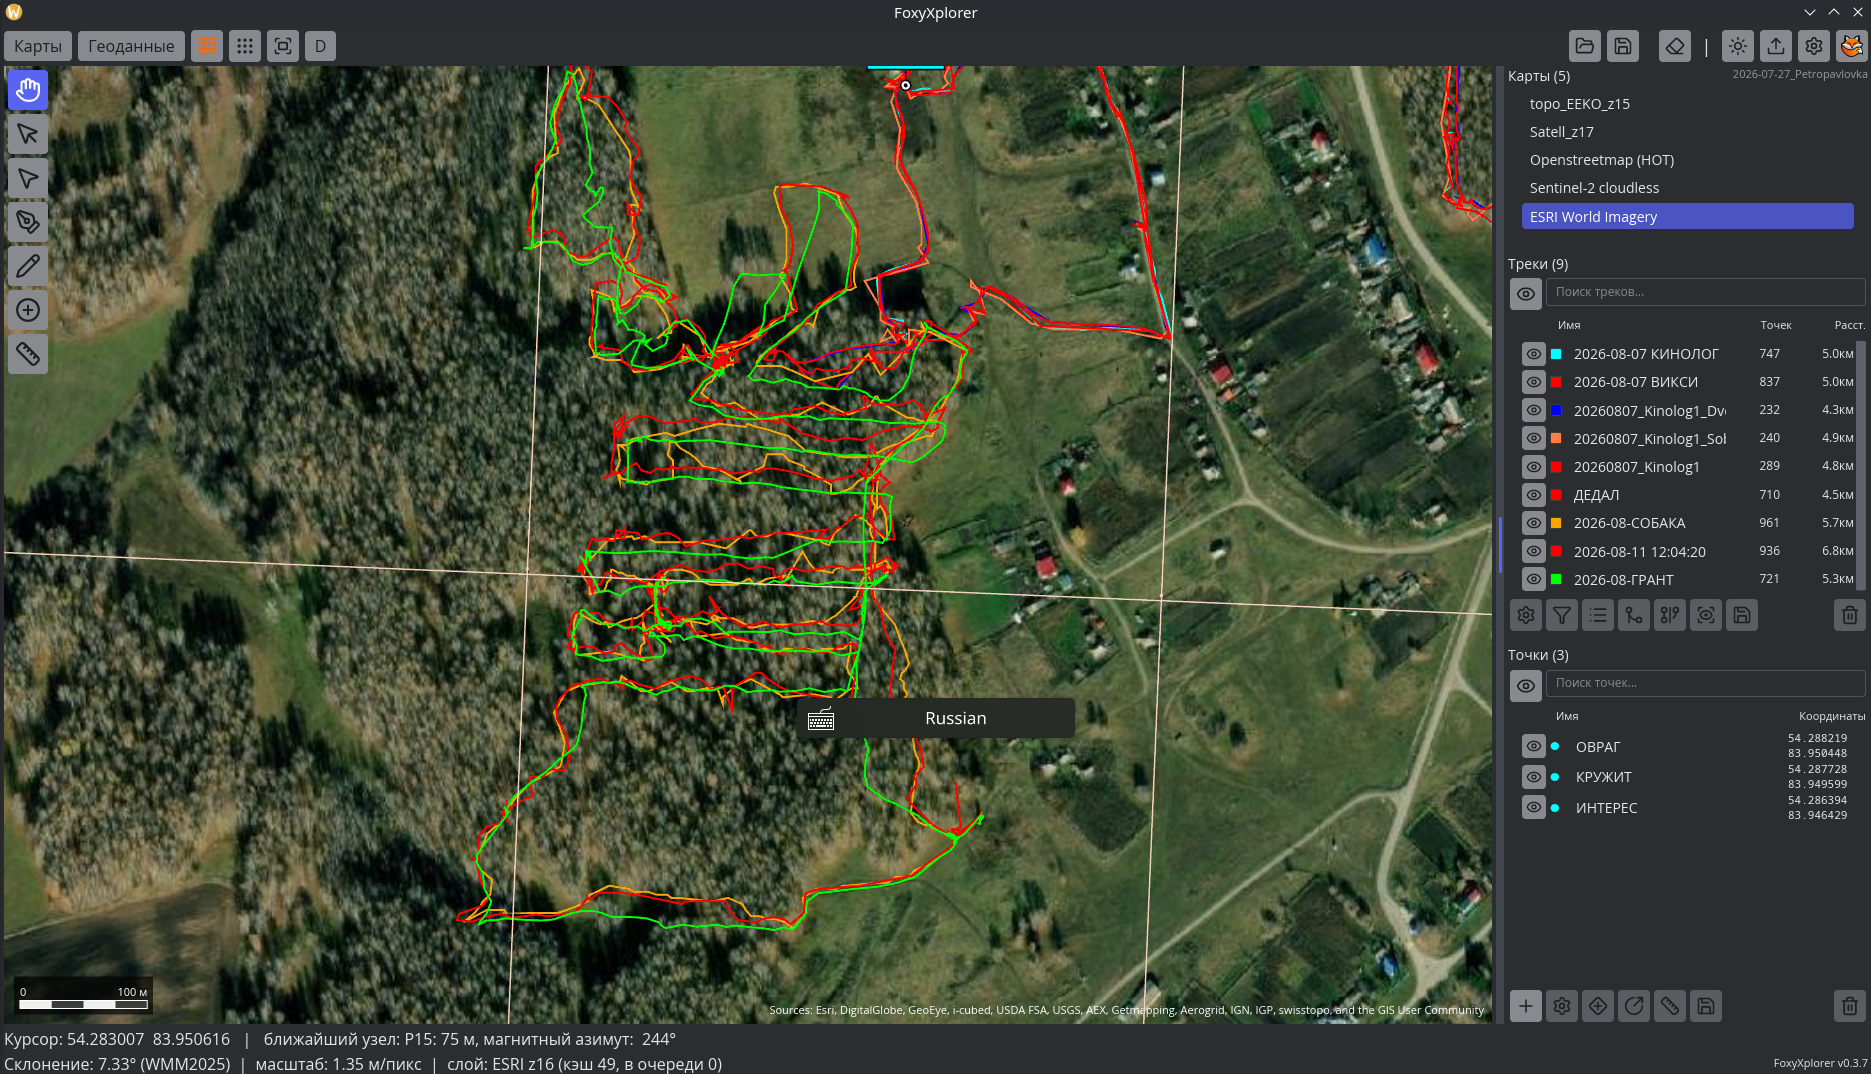 FoxyXplorer
Карты
Геоданные
D
Карты (5)
2026-07-27_Petropavlovka
topo_EEKO_z15
Satell_z17
Openstreetmap (HOT)
Sentinel-2 cloudless
ESRI World Imagery
Треки (9)
Поиск треков...
Имя Точек Расст.
2026-08-07 КИНОЛОГ 747 5.0км
2026-08-07 ВИКСИ 837 5.0км
20260807_Kinolog1_Dv 232 4.3км
20260807_Kinolog1_Sol 240 4.9км
20260807_Kinolog1 289 4.8км
ДЕДАЛ 710 4.5км
2026-08-СОБАКА 961 5.7км
2026-08-11 12:04:20 936 6.8км
2026-08-ГРАНТ 721 5.3км
Точки (3)
Поиск точек...
Имя Координаты
ОВРАГ 54.288219
83.950448
КРУЖИТ 54.287728
83.949599
ИНТЕРЕС 54.286394
83.946429
Russian
0 100 м
Sources: Esri, DigitalGlobe, GeoEye, i-cubed, USDA FSA, USGS, AEX, Getmapping, Aerogrid, IGN, IGP, swisstopo, and the GIS User Community
Курсор: 54.283007 83.950616 | ближайший узел: P15: 75 м, магнитный азимут: 244°
Склонение: 7.33° (WMM2025) | масштаб: 1.35 м/пикс | слой: ESRI z16 (кэш 49, в очереди 0)
FoxyXplorer v0.3.7